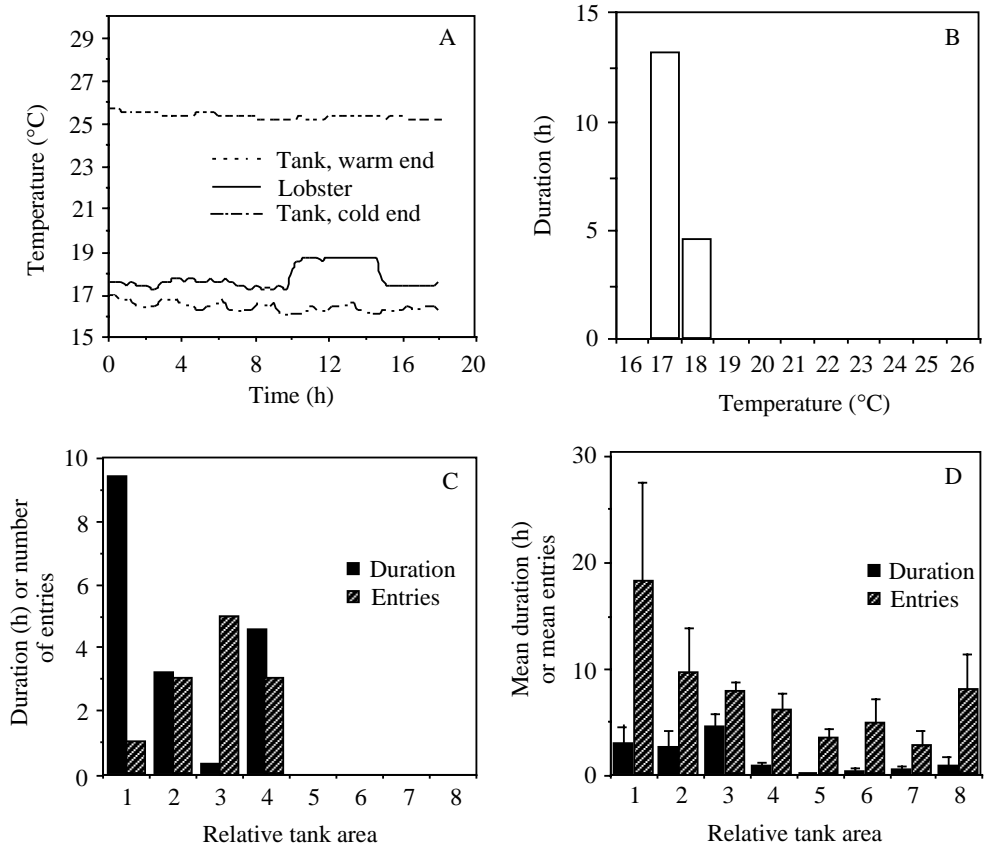 A
29
27
25
23
21
19
17
15
Temperature (°C)
Tank, warm end
Lobster
Tank, cold end
0 4 8 12 16 20
Time (h)
B
15
10
5
0
Duration (h)
16 17 18 19 20 21 22 23 24 25 26
Temperature (°C)
C
10
8
6
4
2
0
Duration (h) or number
of entries
Duration
Entries
1 2 3 4 5 6 7 8
Relative tank area
D
30
20
10
0
Mean duration (h)
or mean entries
Duration
Entries
1 2 3 4 5 6 7 8
Relative tank area